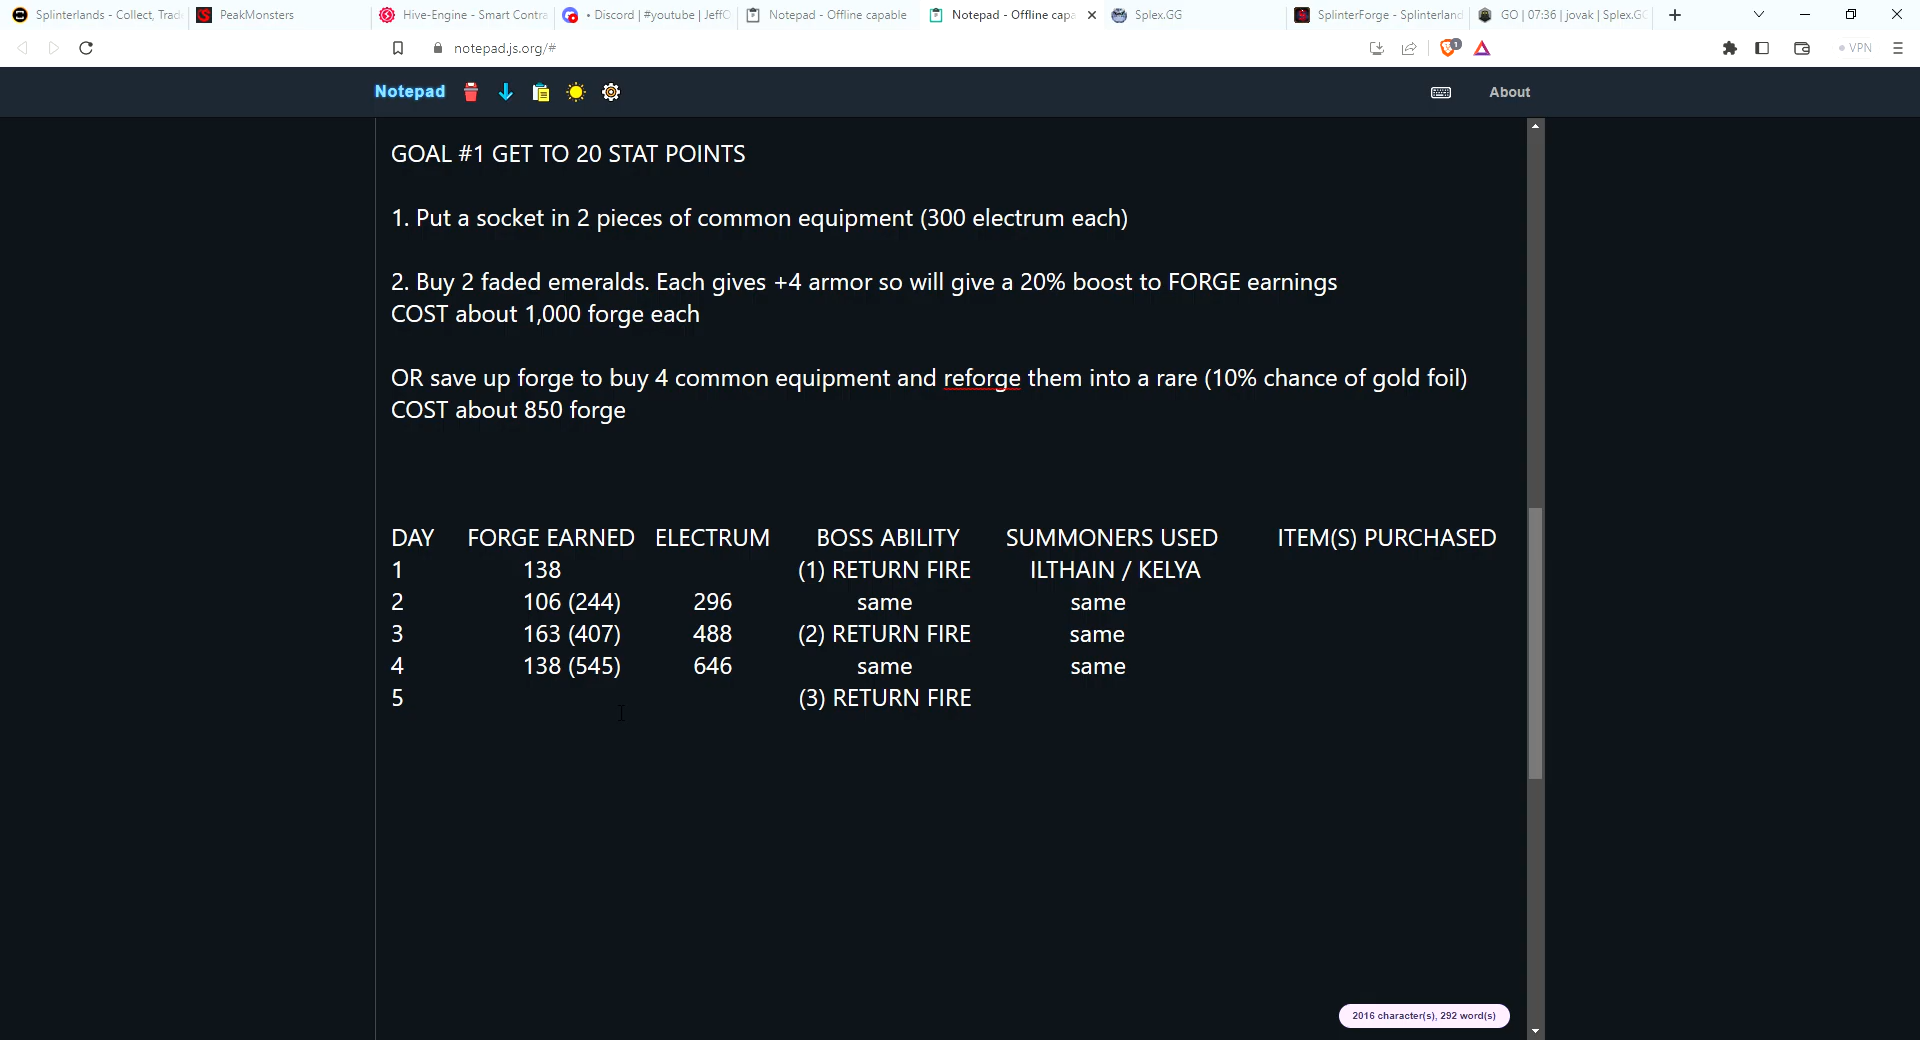 Splinterlands - Collect, Trad
PeakMonsters
Hive-Engine - Smart Contra
• Discord | #youtube | JeffC
Notepad - Offline capable
Notepad - Offline capa
Splex.GG
SplinterForge - Splinterland
GO | 07:36 | jovak | Splex.GG
notepad.js.org/#
1
VPN
Notepad
About
GOAL #1 GET TO 20 STAT POINTS
1. Put a socket in 2 pieces of common equipment (300 electrum each)
2. Buy 2 faded emeralds. Each gives +4 armor so will give a 20% boost to FORGE earnings
COST about 1,000 forge each
OR save up forge to buy 4 common equipment and reforge them into a rare (10% chance of gold foil)
COST about 850 forge
DAY FORGE EARNED ELECTRUM BOSS ABILITY SUMMONERS USED ITEM(S) PURCHASED
1 138 (1) RETURN FIRE ILTHAIN / KELYA
2 106 (244) 296 same same
3 163 (407) 488 (2) RETURN FIRE same
4 138 (545) 646 same same
5 (3) RETURN FIRE
2016 character(s), 292 word(s)